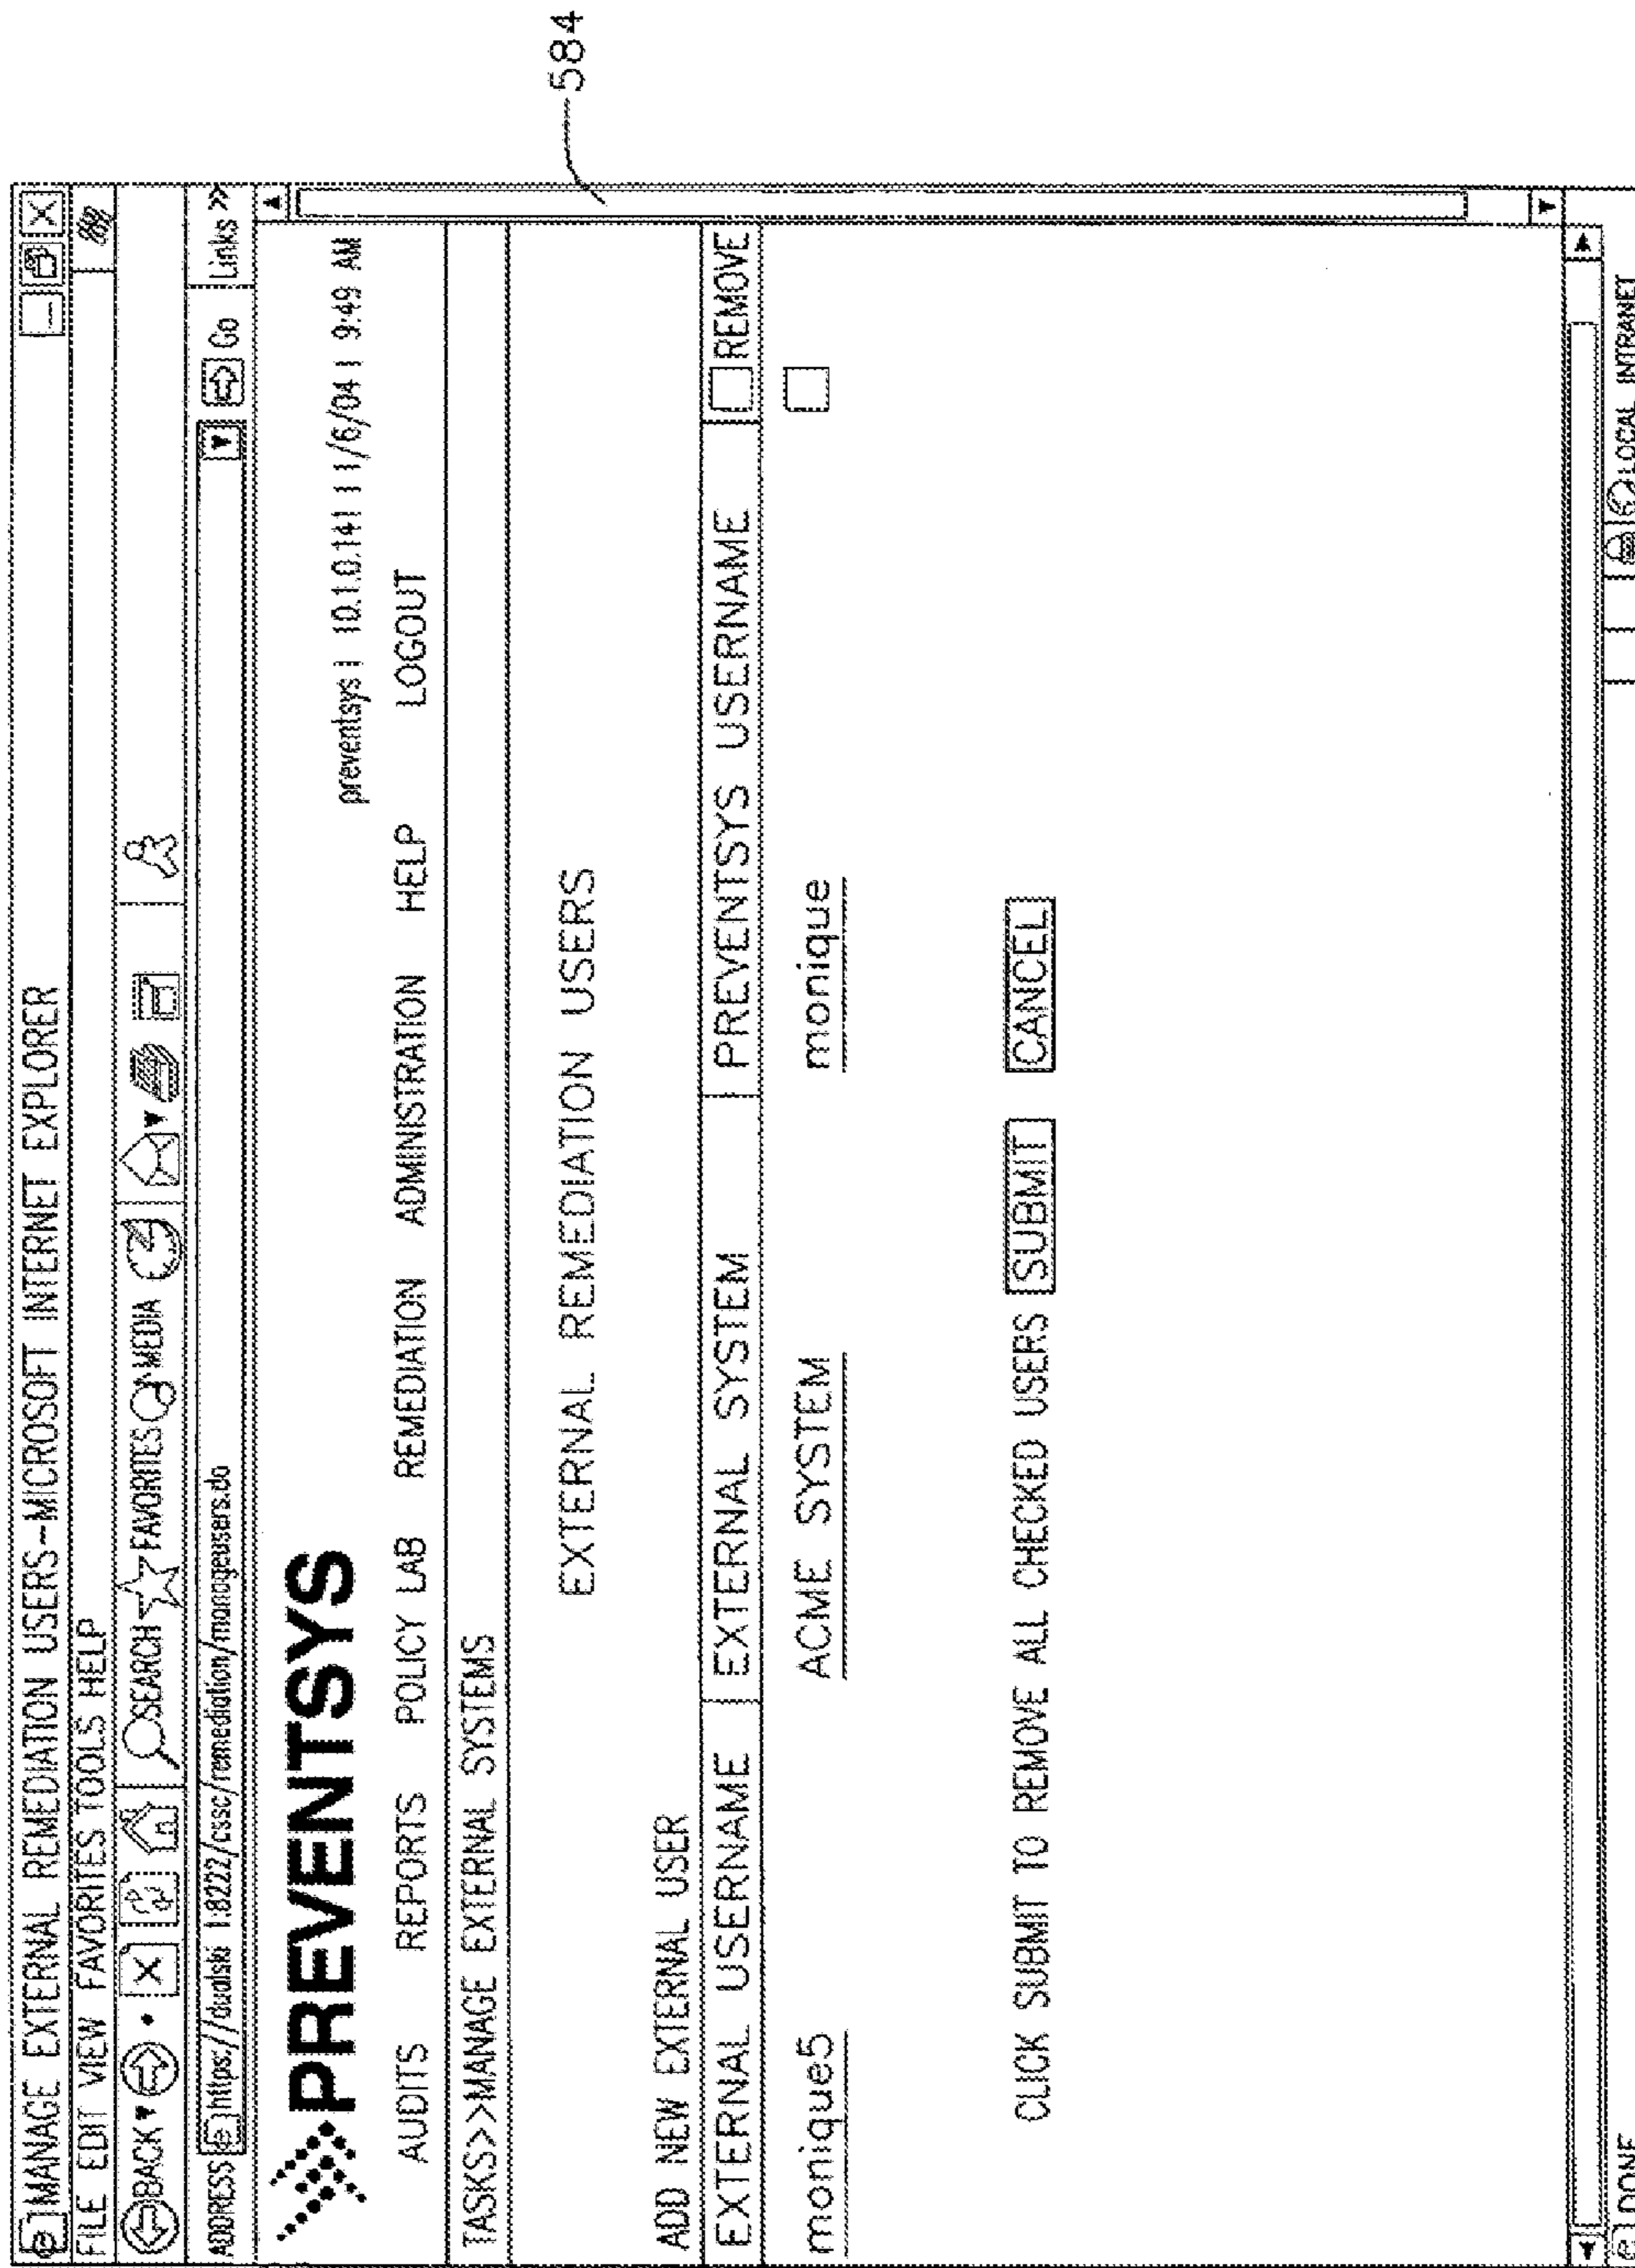 MANAGE EXTERNAL REMEDIATION USERS-MICROSOFT INTERNET EXPLORER
FILE EDIT VIEW FAVORITES TOOLS HELP
BACK SEARCH FAVORITES MEDIA
ADDRESS https://dualski 1:8222/cssc/remediation/manageusers.do Go Links >>
PREVENTSYS
preventsys | 10.1.0.141 | 1/6/04 | 9:49 AM
AUDITS REPORTS POLICY LAB REMEDIATION ADMINISTRATION HELP LOGOUT
TASKS>>MANAGE EXTERNAL SYSTEMS
584
EXTERNAL REMEDIATION USERS
ADD NEW EXTERNAL USER
EXTERNAL USERNAME EXTERNAL SYSTEM PREVENTSYS USERNAME REMOVE
monique5 ACME SYSTEM monique
CLICK SUBMIT TO REMOVE ALL CHECKED USERS SUBMIT CANCEL
DONE LOCAL INTRANET